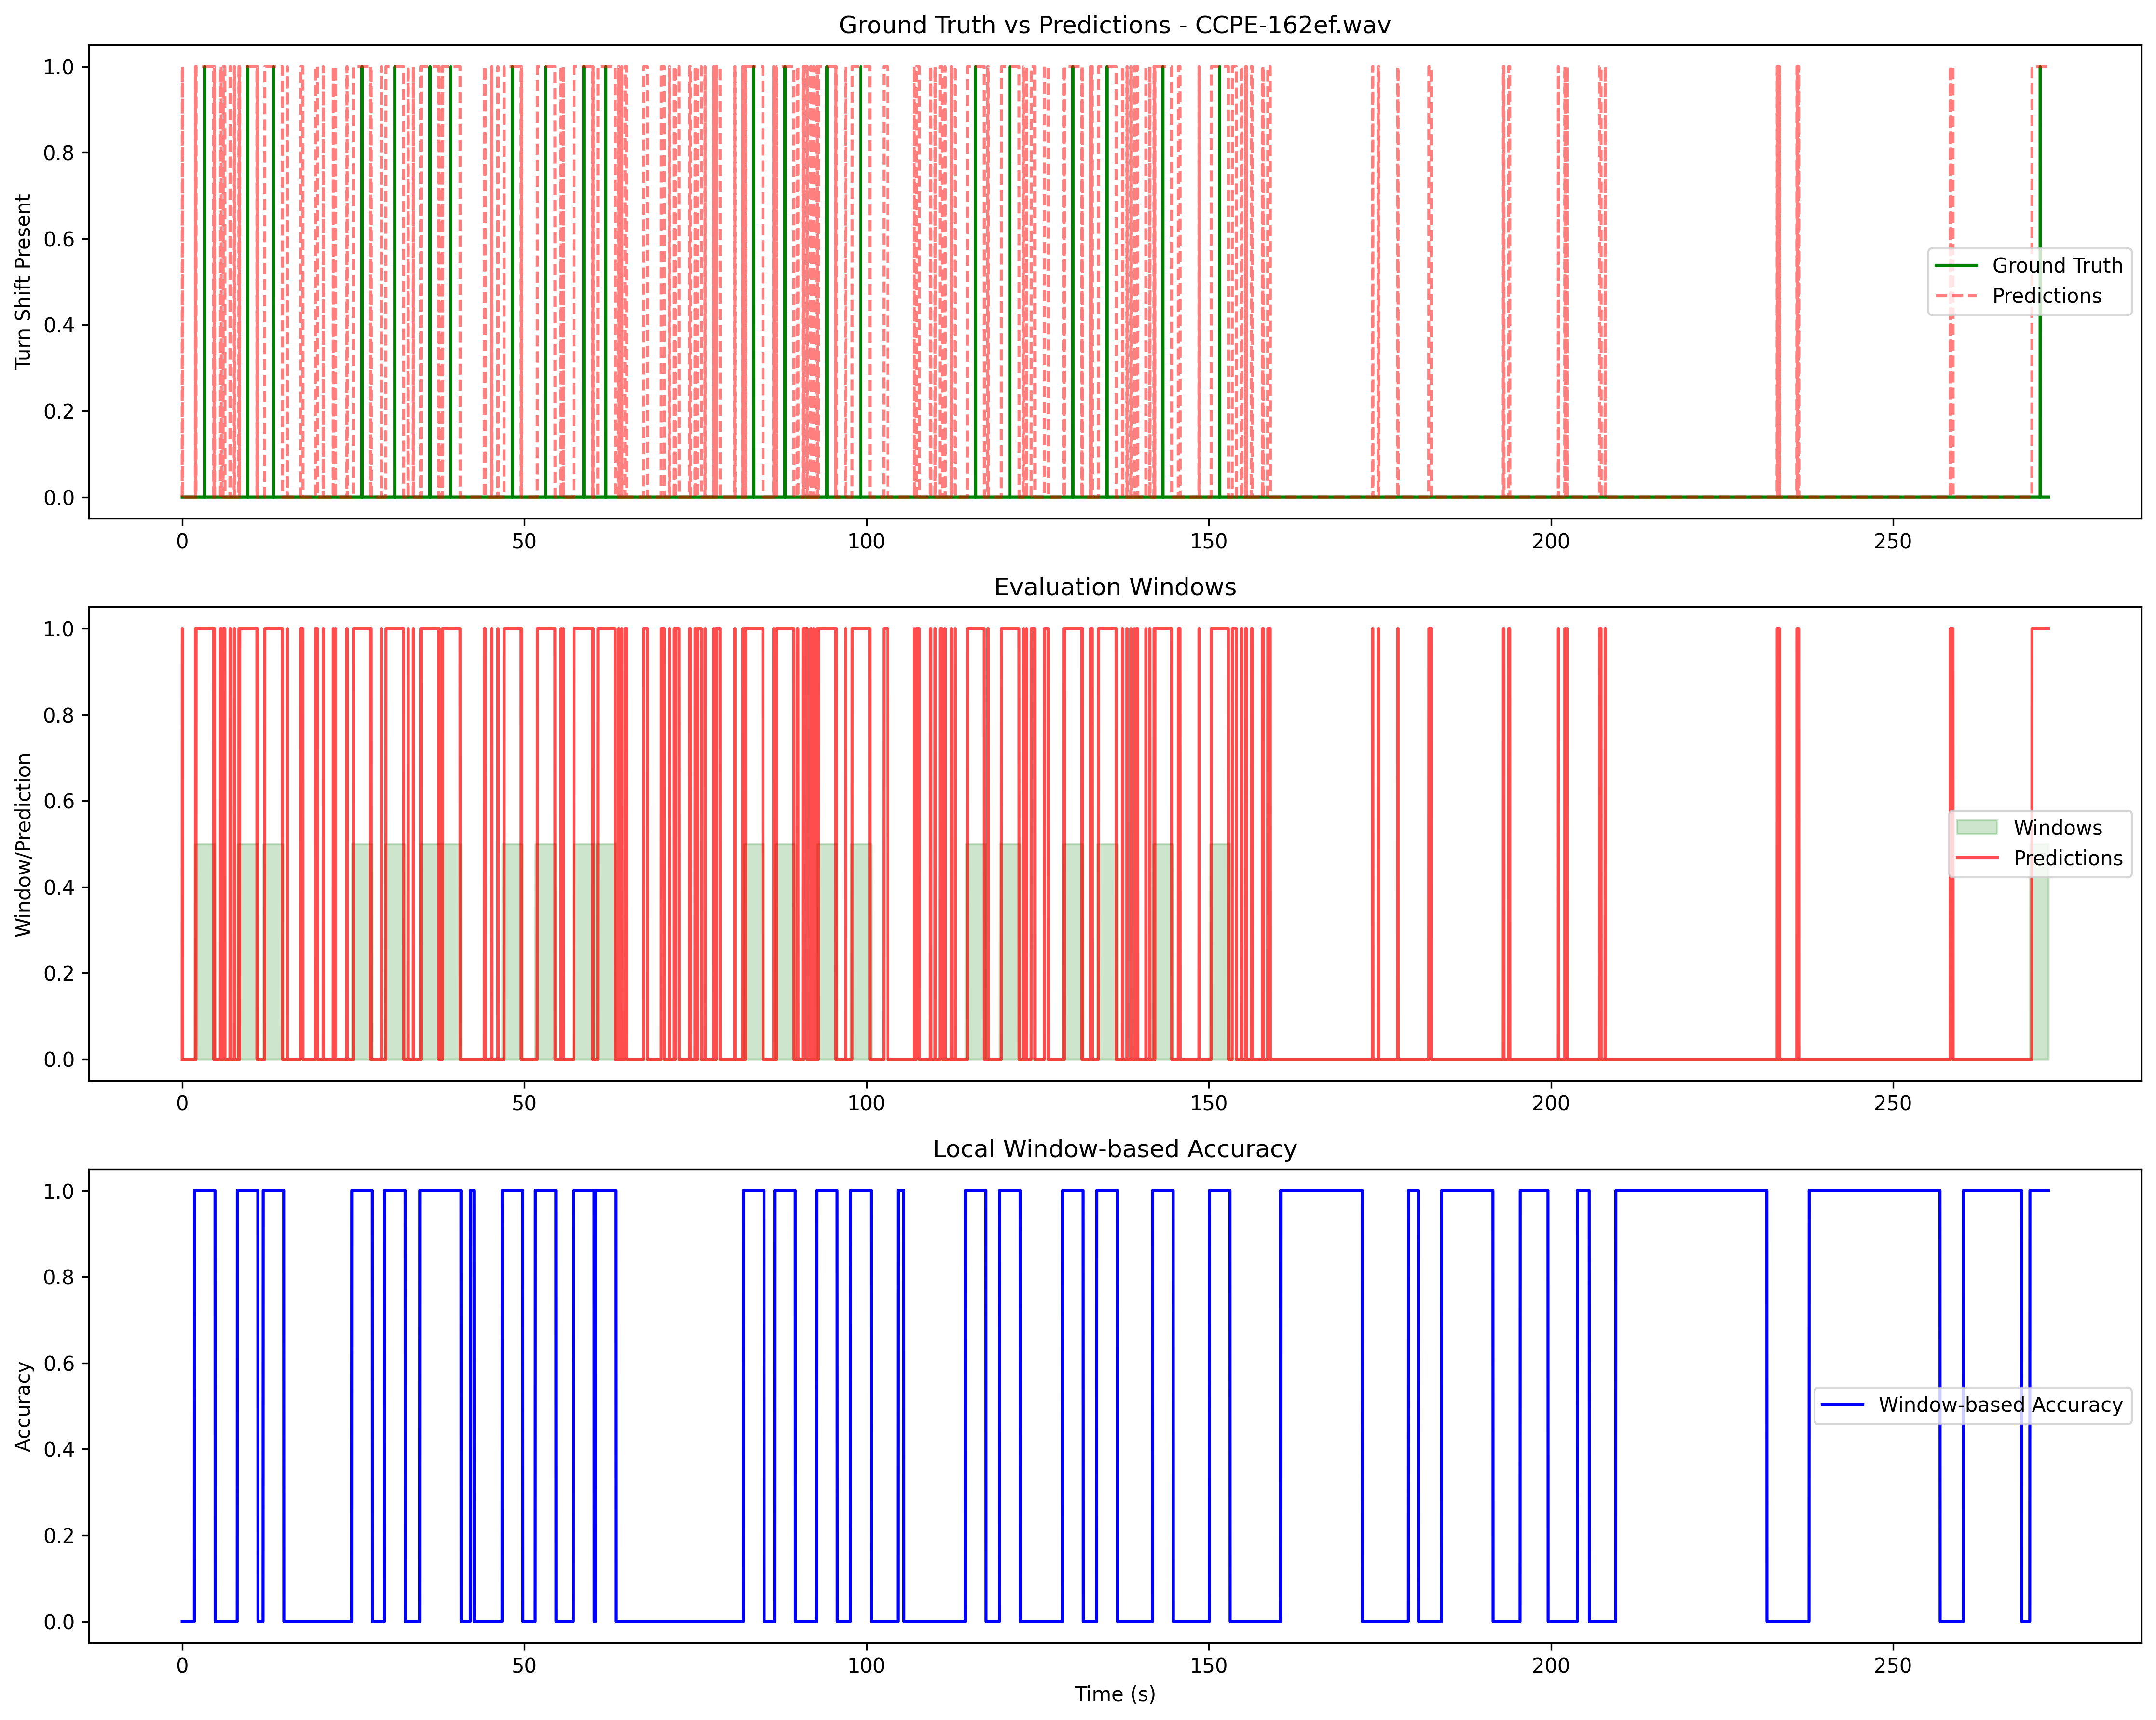 Ground Truth vs Predictions - CCPE-162ef.wav
Turn Shift Present
1.0
0.8
0.6
0.4
0.2
0.0
Ground Truth
Predictions
0 50 100 150 200 250
Evaluation Windows
Window/Prediction
1.0
0.8
0.6
0.4
0.2
0.0
Windows
Predictions
0 50 100 150 200 250
Local Window-based Accuracy
Accuracy
1.0
0.8
0.6
0.4
0.2
0.0
Window-based Accuracy
0 50 100 150 200 250
Time (s)